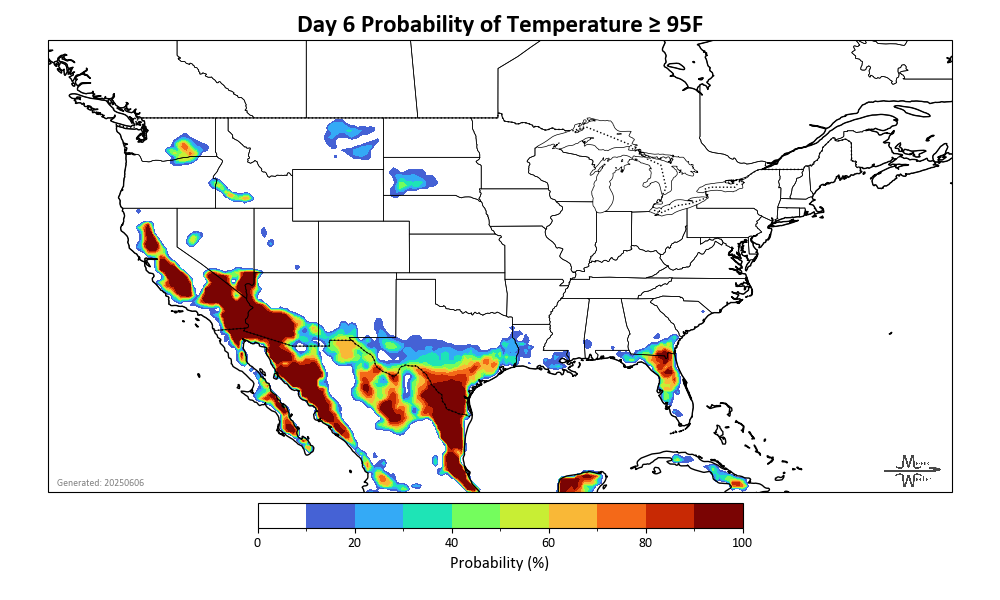 Day 6 Probability of Temperature ≥ 95F
Generated: 20250606
0 20 40 60 80 100
Probability (%)